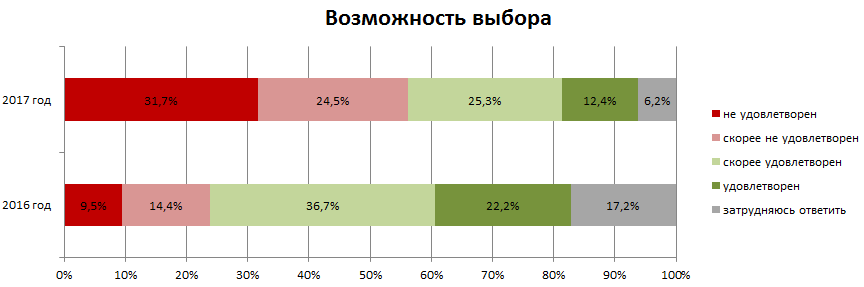 Возможность выбора
2017 год
31,7%
24,5%
25,3%
12,4%
6,2%
2016 год
9,5%
14,4%
36,7%
22,2%
17,2%
0%
10%
20%
30%
40%
50%
60%
70%
80%
90%
100%
не удовлетворен
скорее не удовлетворен
скорее удовлетворен
удовлетворен
затрудняюсь ответить